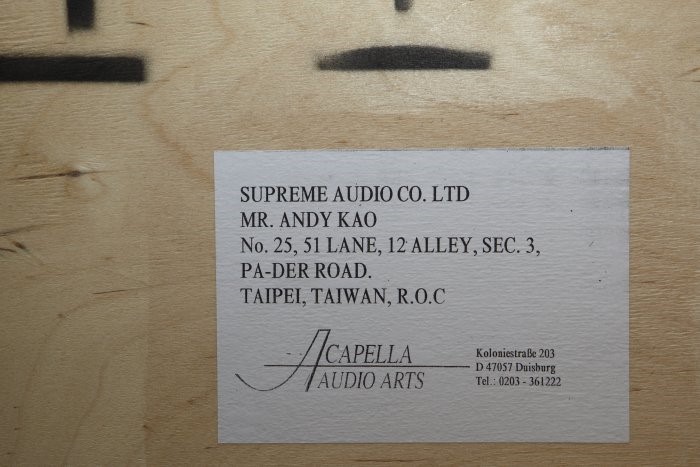 SUPREME AUDIO CO. LTD
MR. ANDY KAO
No. 25, 51 LANE, 12 ALLEY, SEC. 3,
PA-DER ROAD.
TAIPEI, TAIWAN, R.O.C
ACAPELLA
AUDIO ARTS
Koloniestraße 203
D 47057 Duisburg
Tel.: 0203 - 361222